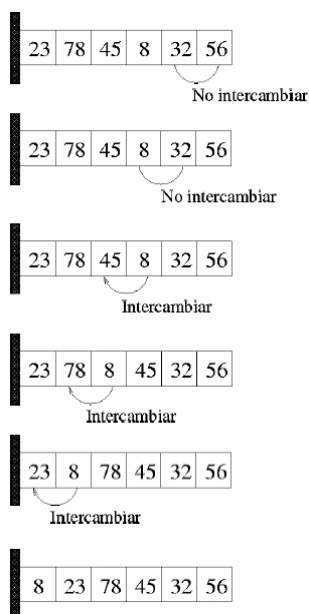 23 78 45 8 32 56
No intercambiar
23 78 45 8 32 56
No intercambiar
23 78 45 8 32 56
Intercambiar
23 78 8 45 32 56
Intercambiar
23 8 78 45 32 56
Intercambiar
8 23 78 45 32 56